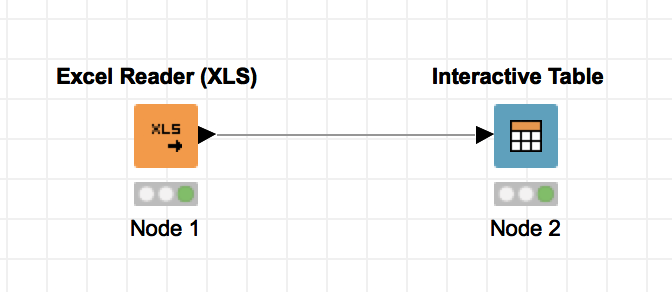 Excel Reader (XLS)
Interactive Table
XLS
Node 1
Node 2